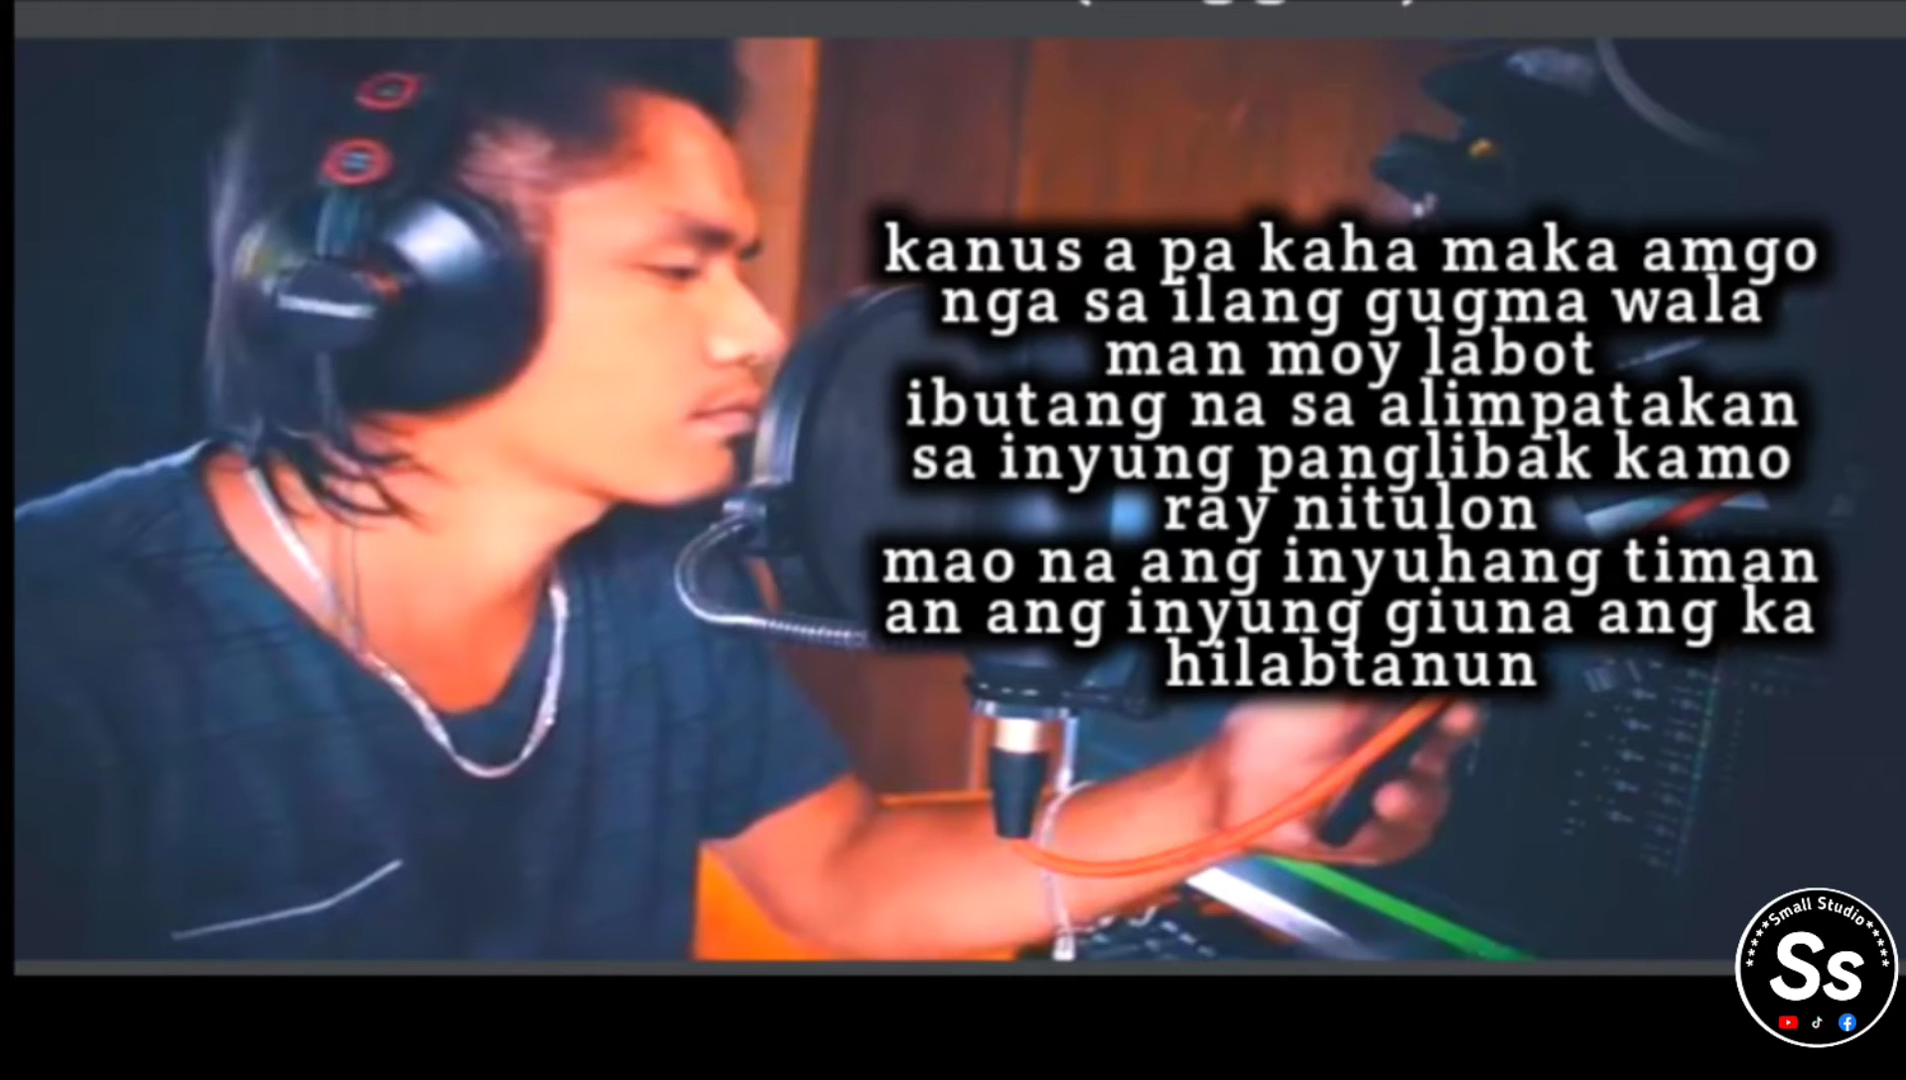 kanus a pa kaha maka amgo
nga sa ilang gugma wala
man moy labot
ibutang na sa alimpatakan
sa inyung panglibak kamo
ray nitulon
mao na ang inyuhang timan
an ang inyung giuna ang ka
hilabtanun
*****Small Studio*****
Ss